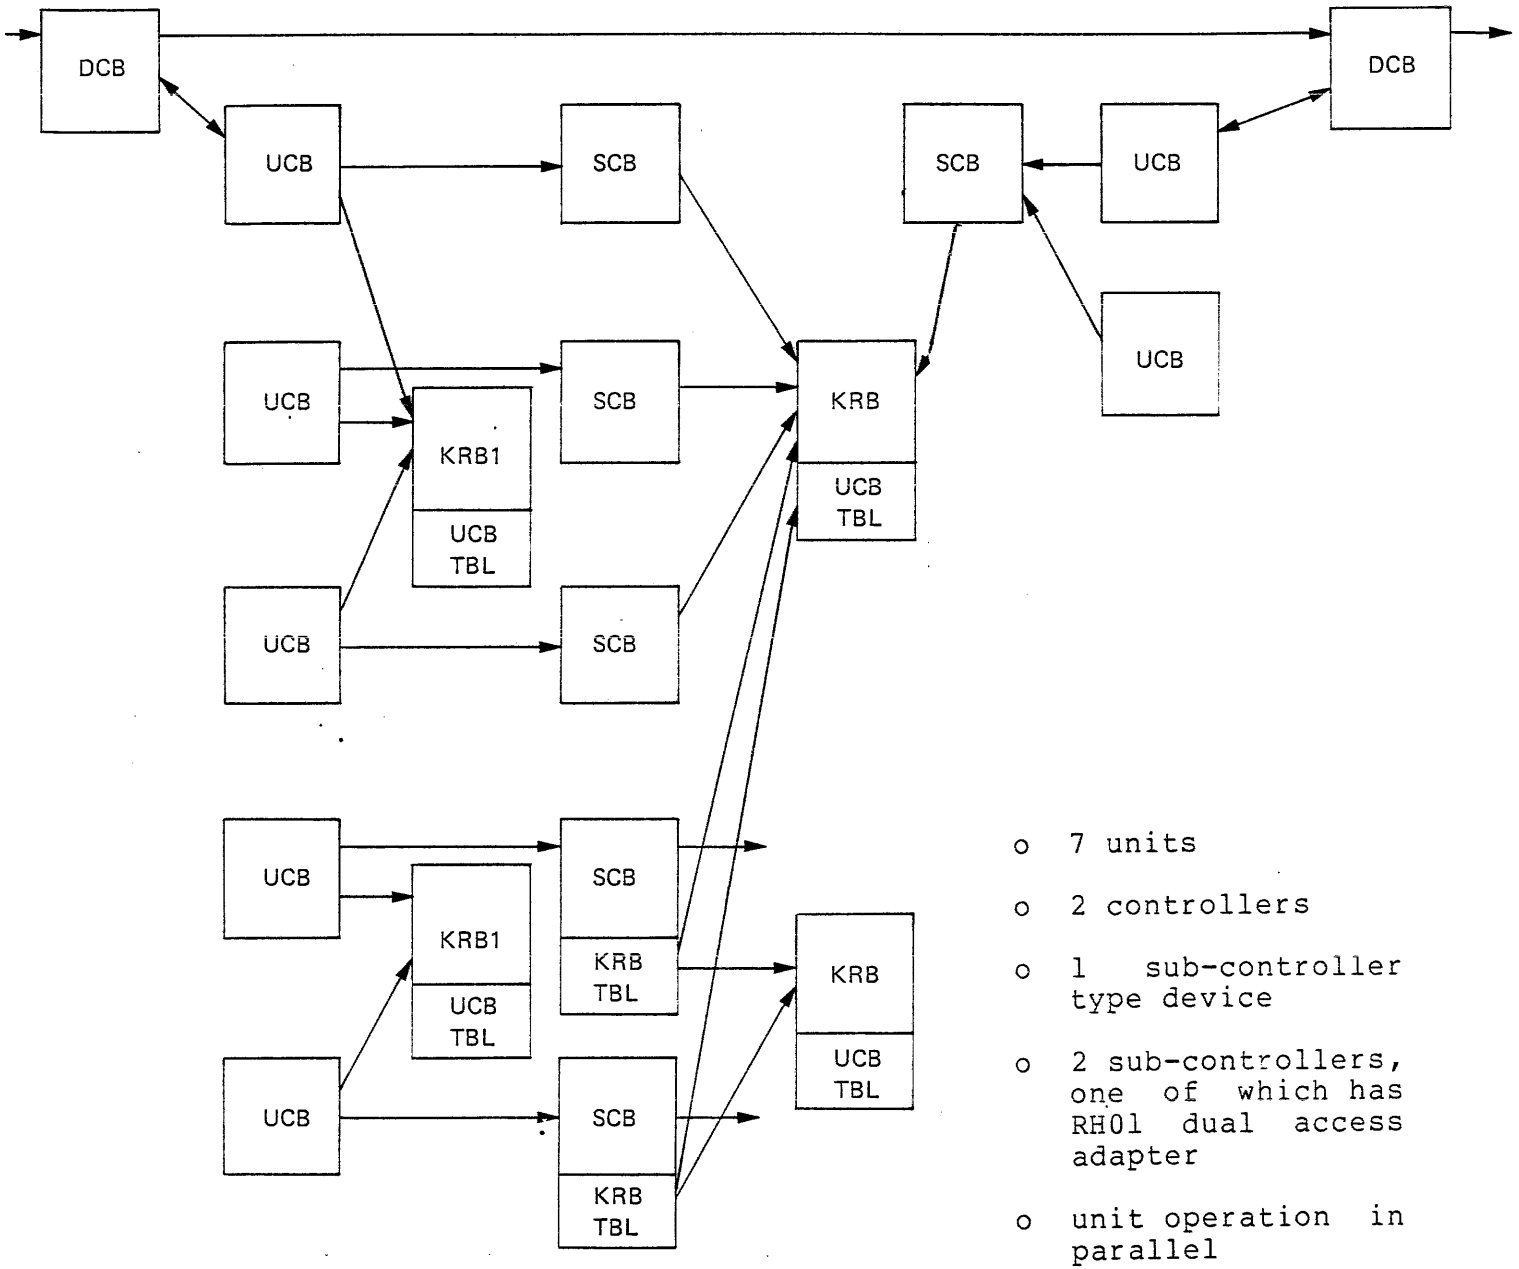 DCB
DCB
UCB
SCB
SCB
UCB
UCB
UCB
SCB
KRB
KRB1
UCB
TBL
UCB
TBL
UCB
SCB
UCB
SCB
KRB1
KRB
TBL
UCB
TBL
KRB
UCB
TBL
UCB
SCB
KRB
TBL
o 7 units
o 2 controllers
o 1 sub-controller
type device
o 2 sub-controllers,
one of which has
RH01 dual access
adapter
o unit operation in
parallel